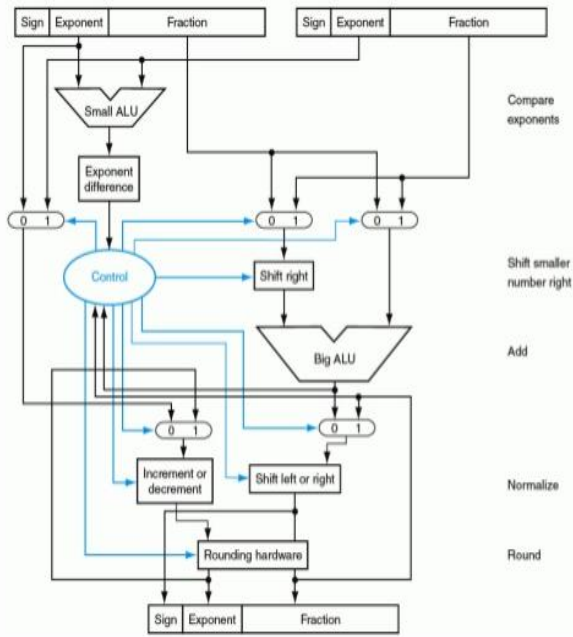 Sign Exponent Fraction Sign Exponent Fraction
Small ALU
Compare
exponents
Exponent
difference
0 1 0 1 0 1
Control
Shift right
Shift smaller
number right
Big ALU
Add
0 1 0 1
Increment or
decrement
Shift left or right
Normalize
Rounding hardware
Round
Sign Exponent Fraction